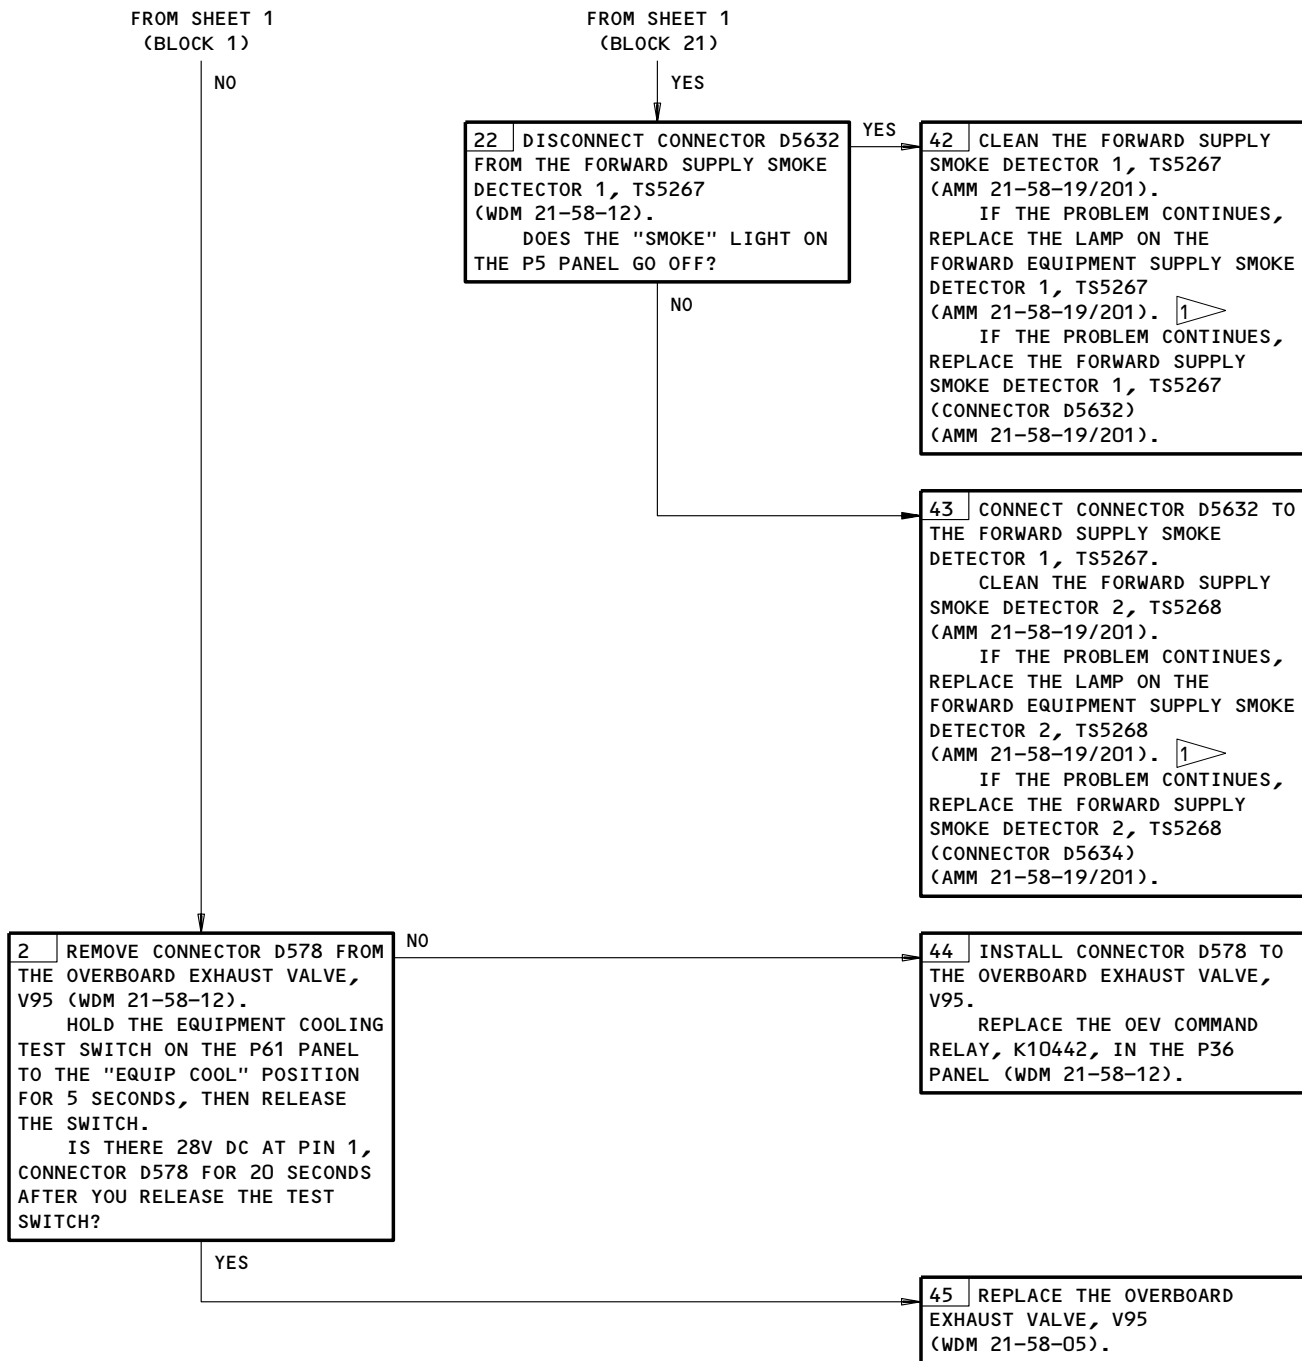 FROM SHEET 1
(BLOCK 1)
NO
FROM SHEET 1
(BLOCK 21)
YES
22 DISCONNECT CONNECTOR D5632
FROM THE FORWARD SUPPLY SMOKE
DECTECTOR 1, TS5267
(WDM 21-58-12).
DOES THE "SMOKE" LIGHT ON
THE P5 PANEL GO OFF?
YES
NO
42 CLEAN THE FORWARD SUPPLY
SMOKE DETECTOR 1, TS5267
(AMM 21-58-19/201).
IF THE PROBLEM CONTINUES,
REPLACE THE LAMP ON THE
FORWARD EQUIPMENT SUPPLY SMOKE
DETECTOR 1, TS5267
(AMM 21-58-19/201). 1
IF THE PROBLEM CONTINUES,
REPLACE THE FORWARD SUPPLY
SMOKE DETECTOR 1, TS5267
(CONNECTOR D5632)
(AMM 21-58-19/201).
43 CONNECT CONNECTOR D5632 TO
THE FORWARD SUPPLY SMOKE
DETECTOR 1, TS5267.
CLEAN THE FORWARD SUPPLY
SMOKE DETECTOR 2, TS5268
(AMM 21-58-19/201).
IF THE PROBLEM CONTINUES,
REPLACE THE LAMP ON THE
FORWARD EQUIPMENT SUPPLY SMOKE
DETECTOR 2, TS5268
(AMM 21-58-19/201). 1
IF THE PROBLEM CONTINUES,
REPLACE THE FORWARD SUPPLY
SMOKE DETECTOR 2, TS5268
(CONNECTOR D5634)
(AMM 21-58-19/201).
2 REMOVE CONNECTOR D578 FROM
THE OVERBOARD EXHAUST VALVE,
V95 (WDM 21-58-12).
HOLD THE EQUIPMENT COOLING
TEST SWITCH ON THE P61 PANEL
TO THE "EQUIP COOL" POSITION
FOR 5 SECONDS, THEN RELEASE
THE SWITCH.
IS THERE 28V DC AT PIN 1,
CONNECTOR D578 FOR 20 SECONDS
AFTER YOU RELEASE THE TEST
SWITCH?
NO
YES
44 INSTALL CONNECTOR D578 TO
THE OVERBOARD EXHAUST VALVE,
V95.
REPLACE THE OEV COMMAND
RELAY, K10442, IN THE P36
PANEL (WDM 21-58-12).
45 REPLACE THE OVERBOARD
EXHAUST VALVE, V95
(WDM 21-58-05).